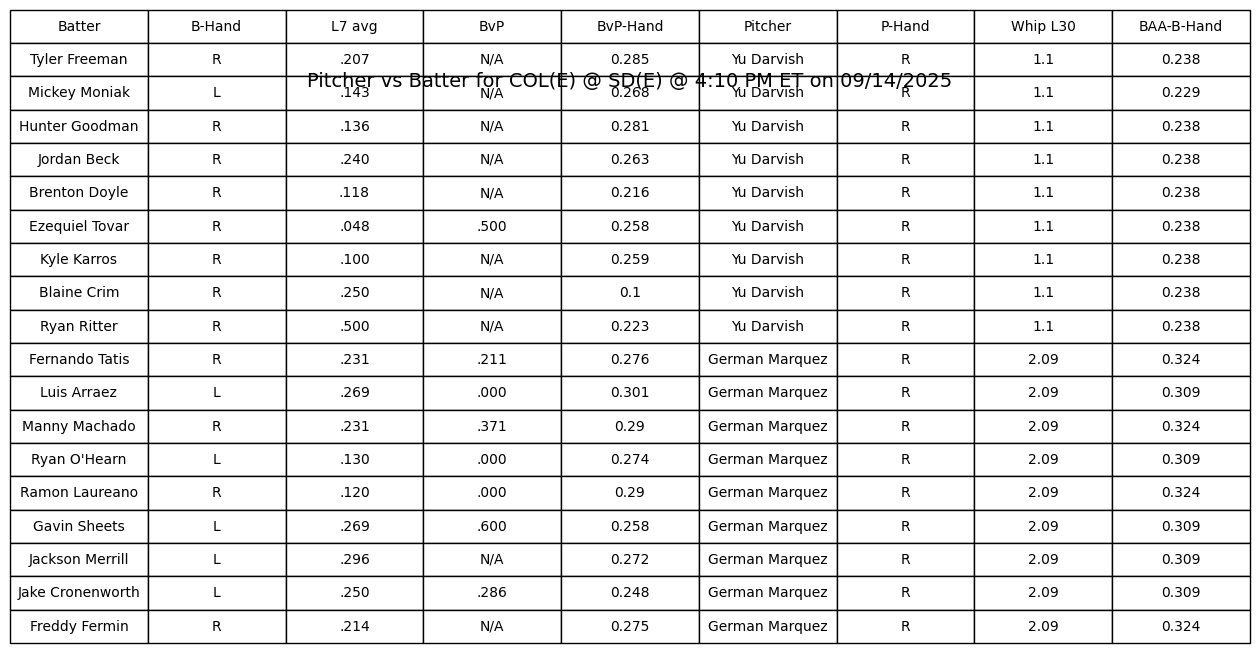 Batter B-Hand L7 avg BvP BvP-Hand Pitcher P-Hand Whip L30 BAA-B-Hand
Tyler Freeman R .207 N/A 0.285 Yu Darvish R 1.1 0.238
Pitcher vs Batter for COL(E) @ SD(E) @ 4:10 PM ET on 09/14/2025
Mickey Moniak L .143 N/A 0.268 Yu Darvish R 1.1 0.229
Hunter Goodman R .136 N/A 0.281 Yu Darvish R 1.1 0.238
Jordan Beck R .240 N/A 0.263 Yu Darvish R 1.1 0.238
Brenton Doyle R .118 N/A 0.216 Yu Darvish R 1.1 0.238
Ezequiel Tovar R .048 .500 0.258 Yu Darvish R 1.1 0.238
Kyle Karros R .100 N/A 0.259 Yu Darvish R 1.1 0.238
Blaine Crim R .250 N/A 0.1 Yu Darvish R 1.1 0.238
Ryan Ritter R .500 N/A 0.223 Yu Darvish R 1.1 0.238
Fernando Tatis R .231 .211 0.276 German Marquez R 2.09 0.324
Luis Arraez L .269 .000 0.301 German Marquez R 2.09 0.309
Manny Machado R .231 .371 0.29 German Marquez R 2.09 0.324
Ryan O'Hearn L .130 .000 0.274 German Marquez R 2.09 0.309
Ramon Laureano R .120 .000 0.29 German Marquez R 2.09 0.324
Gavin Sheets L .269 .600 0.258 German Marquez R 2.09 0.309
Jackson Merrill L .296 N/A 0.272 German Marquez R 2.09 0.309
Jake Cronenworth L .250 .286 0.248 German Marquez R 2.09 0.309
Freddy Fermin R .214 N/A 0.275 German Marquez R 2.09 0.324